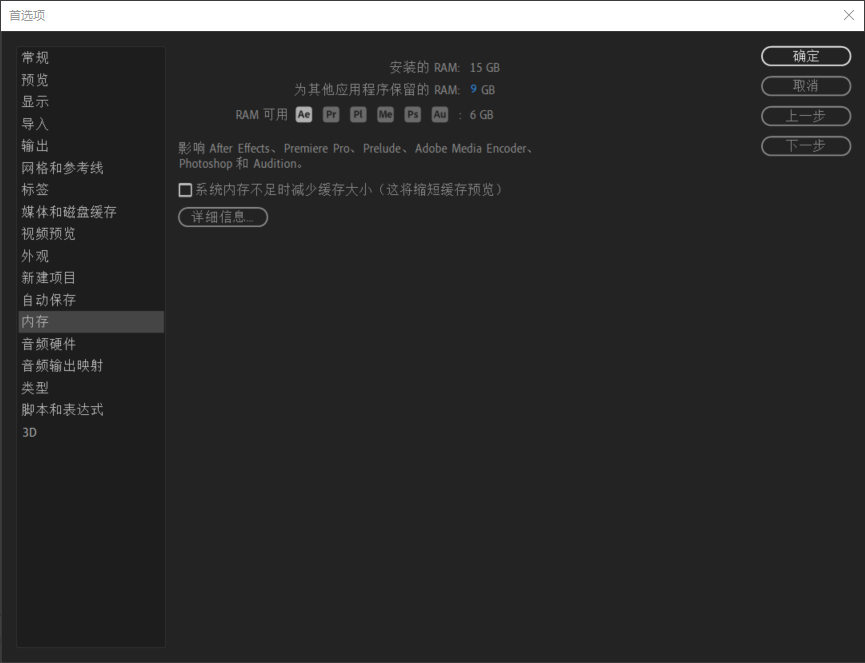 首选项
常规
预览
显示
导入
输出
网格和参考线
标签
媒体和磁盘缓存
视频预览
外观
新建项目
自动保存
内存
音频硬件
音频输出映射
类型
脚本和表达式
3D
安装的 RAM: 15 GB
为其他应用程序保留的 RAM: 9 GB
RAM 可用 Ae Pr Pl Me Ps Au : 6 GB
影响 After Effects、Premiere Pro、Prelude、Adobe Media Encoder、
Photoshop 和 Audition。
系统内存不足时减少缓存大小（这将缩短缓存预览）
详细信息...
确定
取消
上一步
下一步